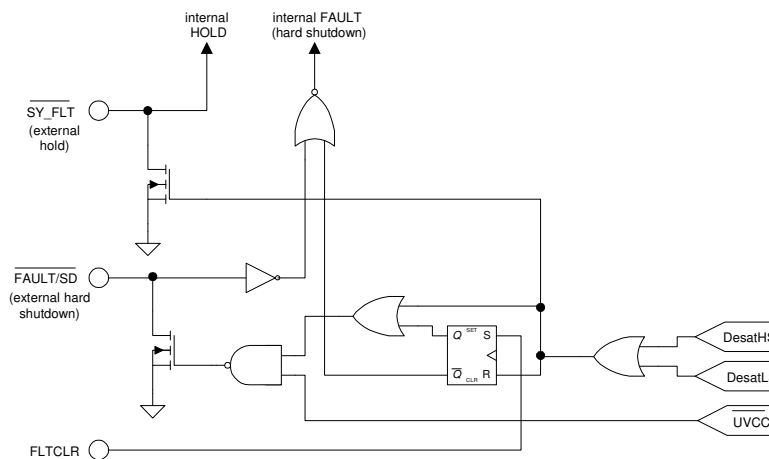 internal
HOLD
internal FAULT
(hard shutdown)
SY_FLT
(external
hold)
FAULT/SD
(external hard
shutdown)
Q SET S
Q CLR R
DesatHS
DesatL
UVCC
FLTCLR